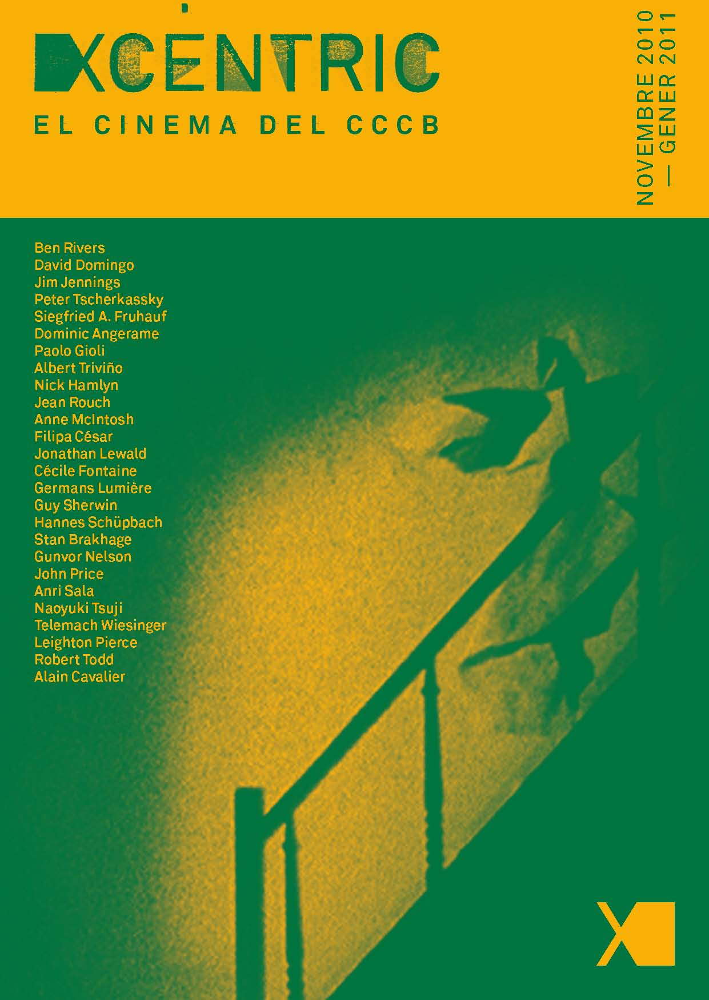 XCÈNTRIC
EL CINEMA DEL CCCB
NOVEMBRE 2010
— GENER 2011
Ben Rivers
David Domingo
Jim Jennings
Peter Tscherkassky
Siegfried A. Fruhauf
Dominic Angerame
Paolo Gioli
Albert Triviño
Nick Hamlyn
Jean Rouch
Anne McIntosh
Filipa César
Jonathan Lewald
Cécile Fontaine
Germans Lumière
Guy Sherwin
Hannes Schüpbach
Stan Brakhage
Gunvor Nelson
John Price
Anri Sala
Naoyuki Tsuji
Telemach Wiesinger
Leighton Pierce
Robert Todd
Alain Cavalier
X